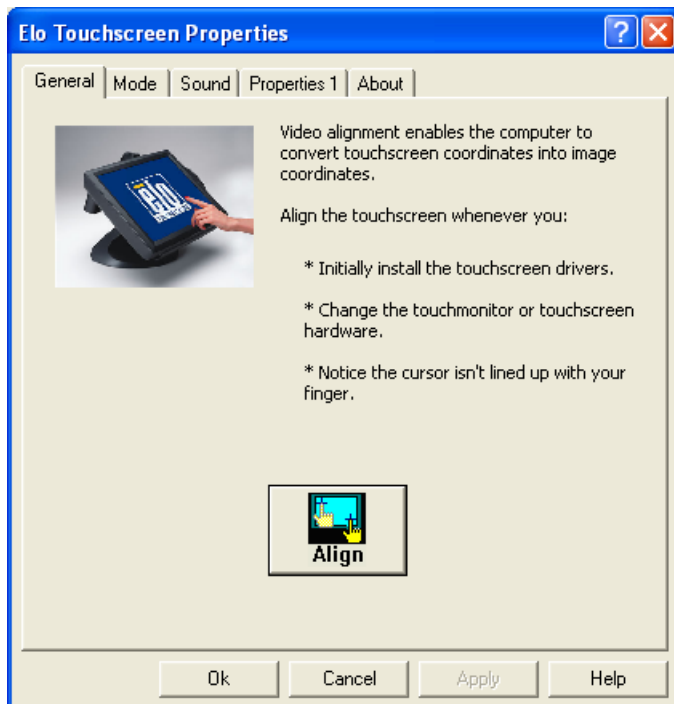 Elo Touchscreen Properties
General Mode Sound Properties 1 About
Video alignment enables the computer to
convert touchscreen coordinates into image
coordinates.
Align the touchscreen whenever you:
* Initially install the touchscreen drivers.
* Change the touchmonitor or touchscreen
hardware.
* Notice the cursor isn't lined up with your
finger.
elo
Align
Ok Cancel Apply Help